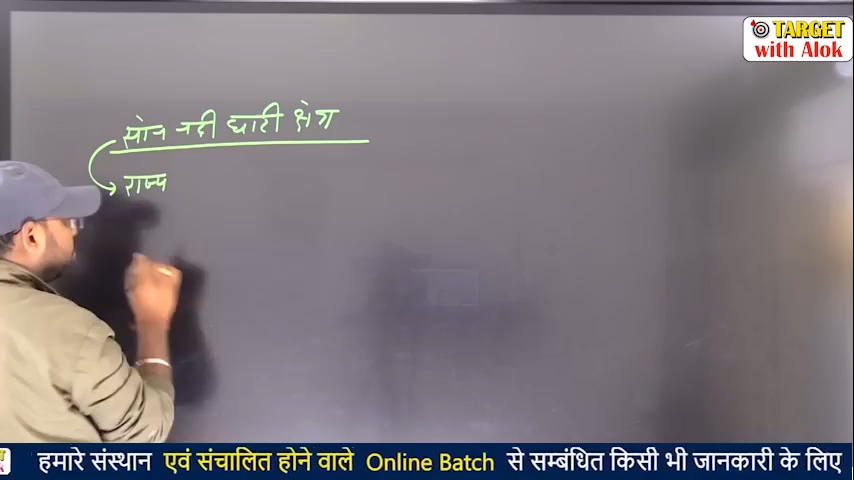 TARGET
with Alok
सोन नदी घाटी क्षेत्र
राज्य
हमारे संस्थान एवं संचालित होने वाले Online Batch से सम्बंधित किसी भी जानकारी के लिए